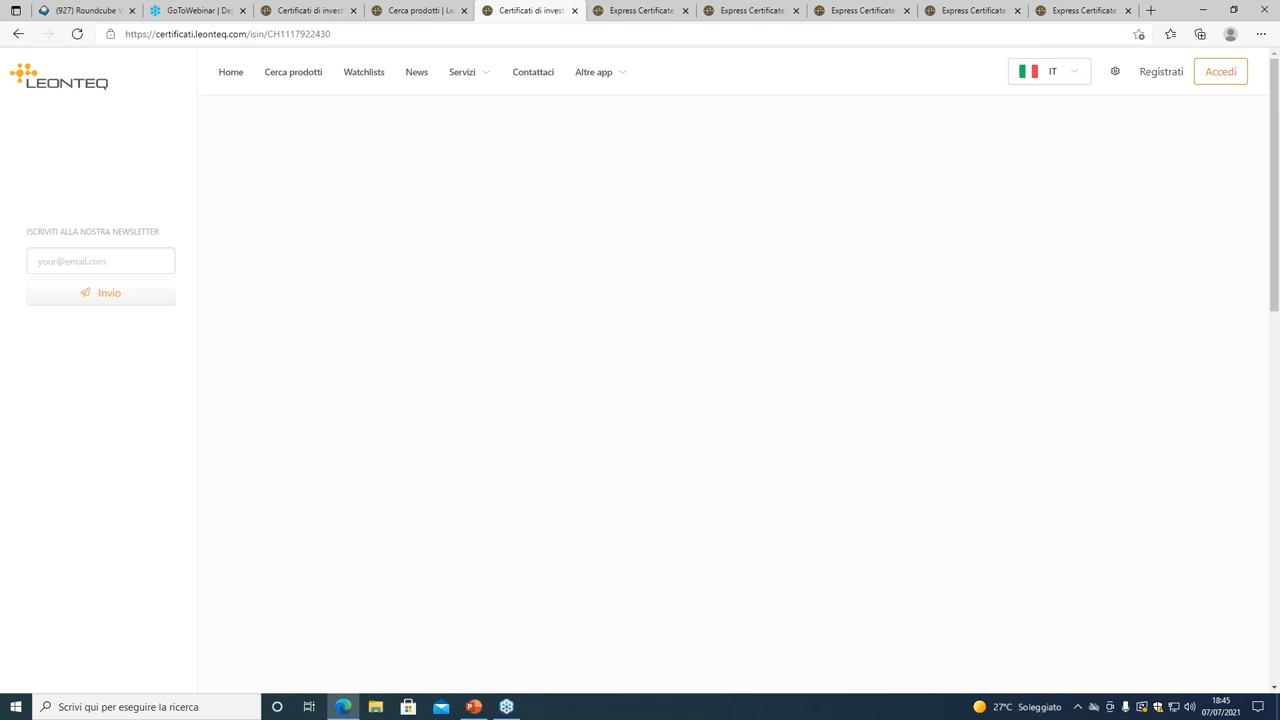 (927) Roundcube W
GoToWebinar | Det
Certificati di invest
Cerca prodotti | Le
Certificati di invest
Express Certificate
Express Certificate
Express Certificate
Express Certificate
Express Certificate
https://certificati.leonteq.com/isin/CH1117922430
LEONTEQ
Home
Cerca prodotti
Watchlists
News
Servizi
Contattaci
Altre app
IT
Registrati
Accedi
ISCRIVITI ALLA NOSTRA NEWSLETTER
your@email.com
Invio
Scrivi qui per eseguire la ricerca
27°C Soleggiato
18:45
07/07/2021